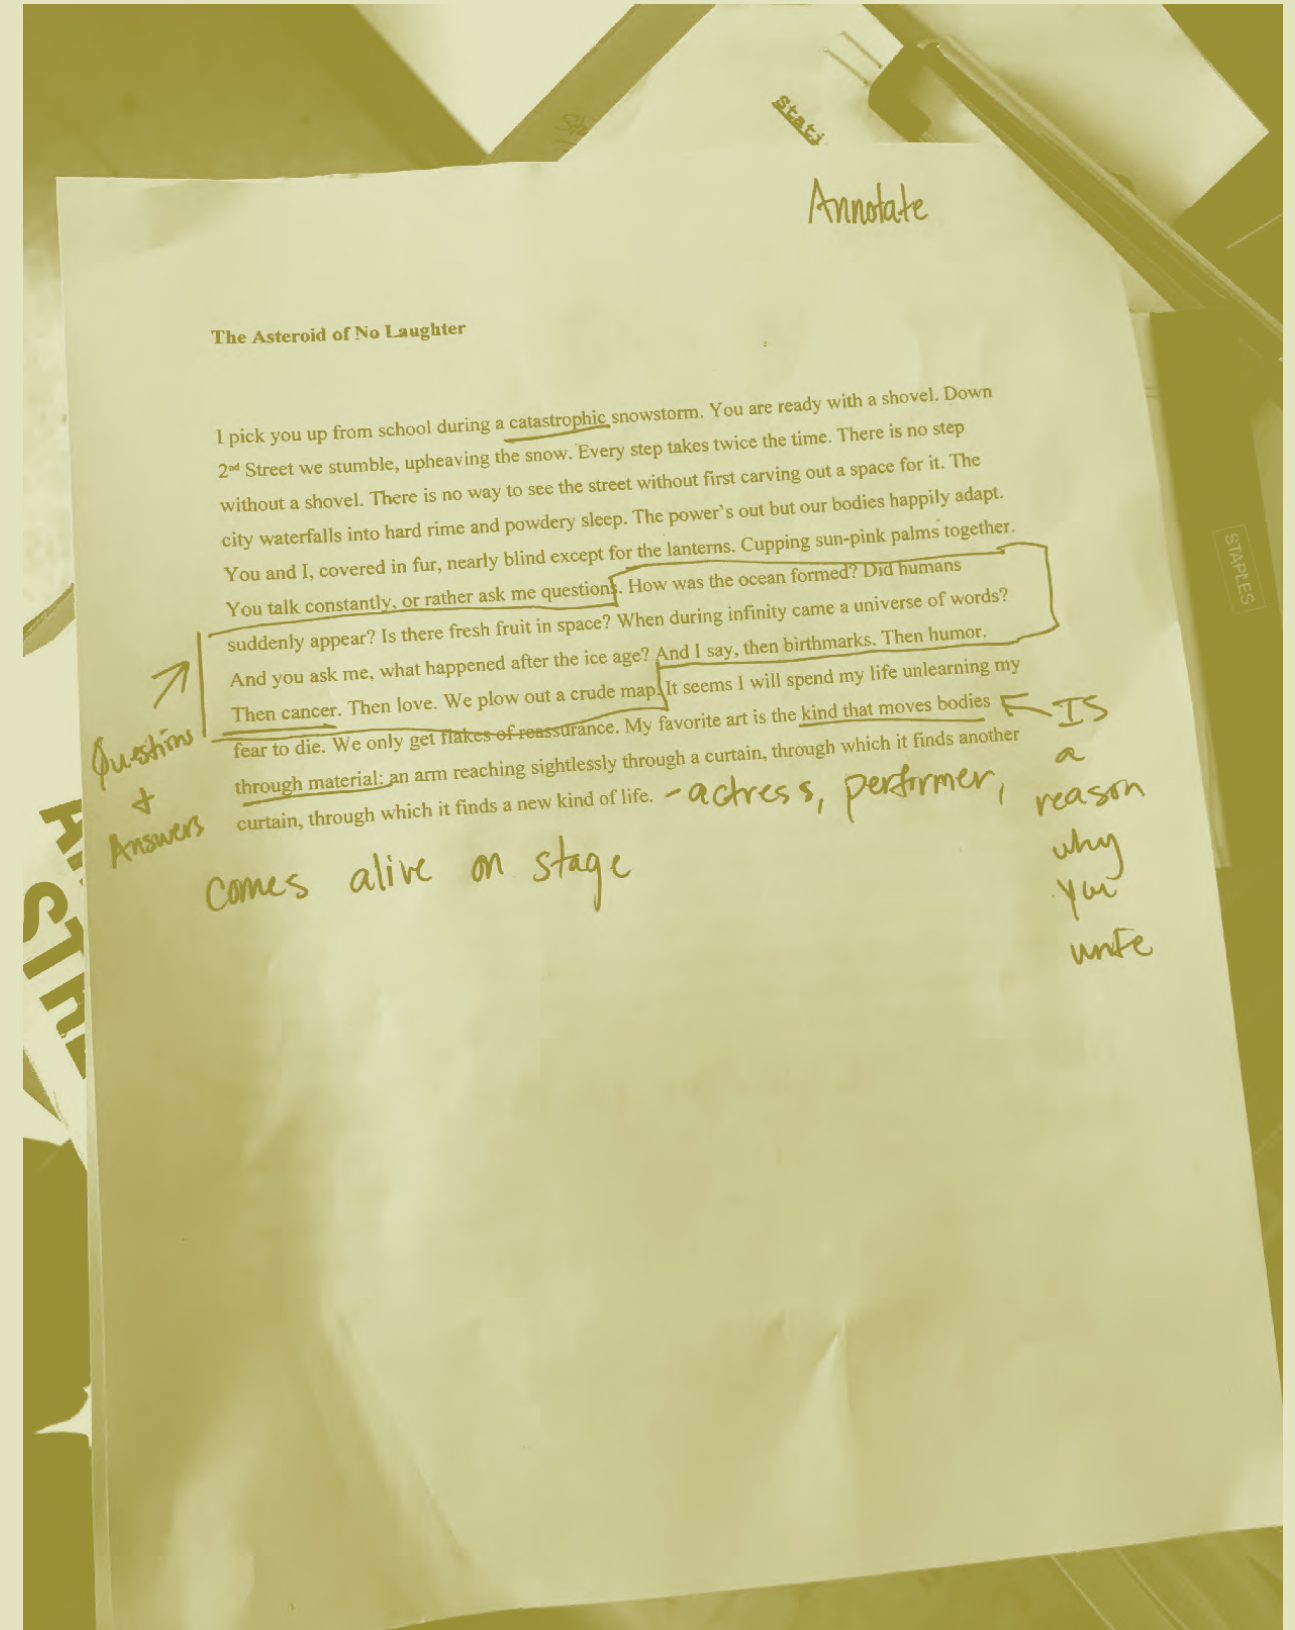 Stati
Annotate
The Asteroid of No Laughter
I pick you up from school during a catastrophic snowstorm. You are ready with a shovel. Down
2nd Street we stumble, upheaving the snow. Every step takes twice the time. There is no step
without a shovel. There is no way to see the street without first carving out a space for it. The
city waterfalls into hard rime and powdery sleep. The power's out but our bodies happily adapt.
You and I, covered in fur, nearly blind except for the lanterns. Cupping sun-pink palms together.
You talk constantly, or rather ask me questions. How was the ocean formed? Did humans
suddenly appear? Is there fresh fruit in space? When during infinity came a universe of words?
And you ask me, what happened after the ice age? And I say, then birthmarks. Then humor.
Then cancer. Then love. We plow out a crude map. It seems I will spend my life unlearning my
fear to die. We only get flakes of reassurance. My favorite art is the kind that moves bodies
through material: an arm reaching sightlessly through a curtain, through which it finds another
curtain, through which it finds a new kind of life.
- actress, performer,
comes alive on stage
Questions
+
Answers
IS
a
reason
why
you
write
STAPLES